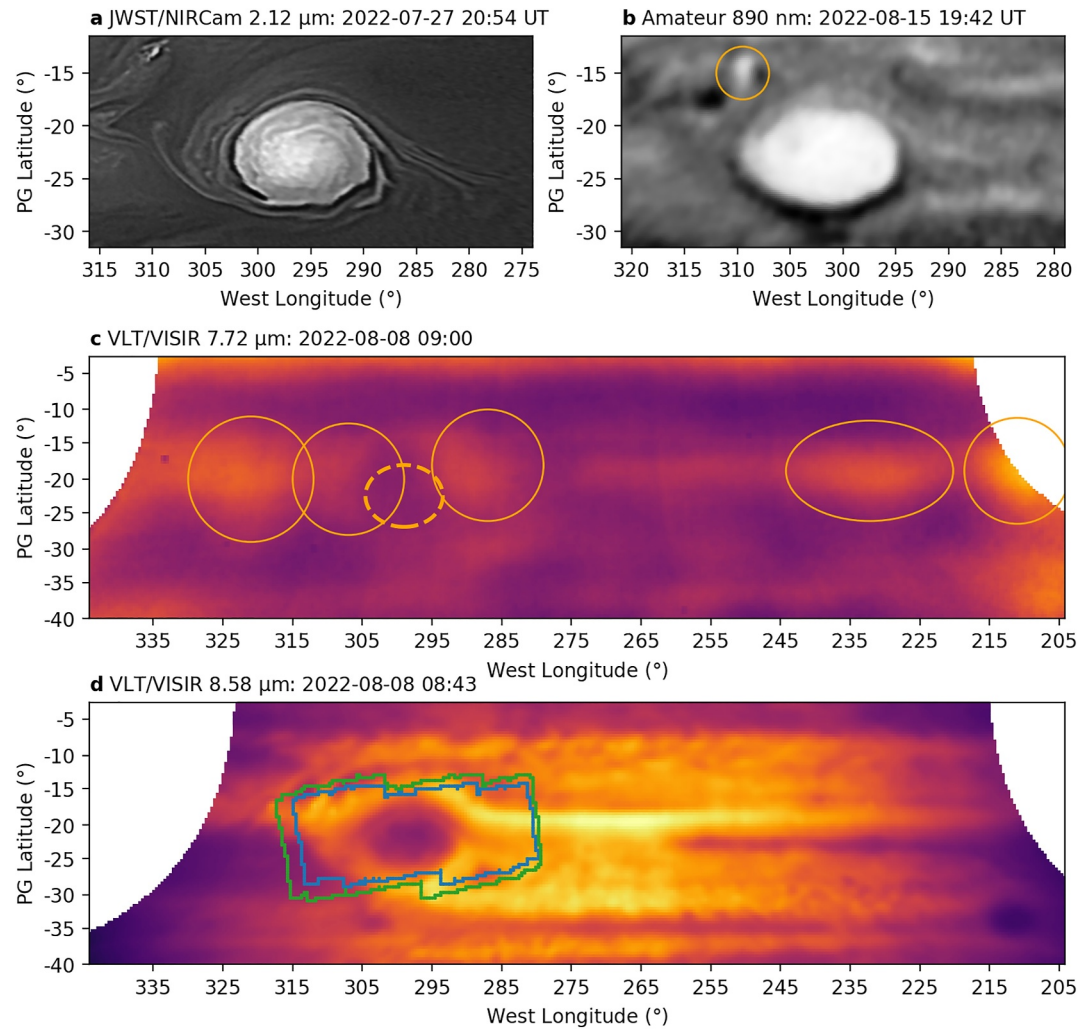 a JWST/NIRCam 2.12 µm: 2022-07-27 20:54 UT
-15
-20
-25
-30
PG Latitude (°)
315 310 305 300 295 290 285 280 275
West Longitude (°)
b Amateur 890 nm: 2022-08-15 19:42 UT
-15
-20
-25
-30
PG Latitude (°)
320 315 310 305 300 295 290 285 280
West Longitude (°)
c VLT/VISIR 7.72 µm: 2022-08-08 09:00
-5
-10
-15
-20
-25
-30
-35
-40
PG Latitude (°)
335 325 315 305 295 285 275 265 255 245 235 225 215 205
West Longitude (°)
d VLT/VISIR 8.58 µm: 2022-08-08 08:43
-5
-10
-15
-20
-25
-30
-35
-40
PG Latitude (°)
335 325 315 305 295 285 275 265 255 245 235 225 215 205
West Longitude (°)